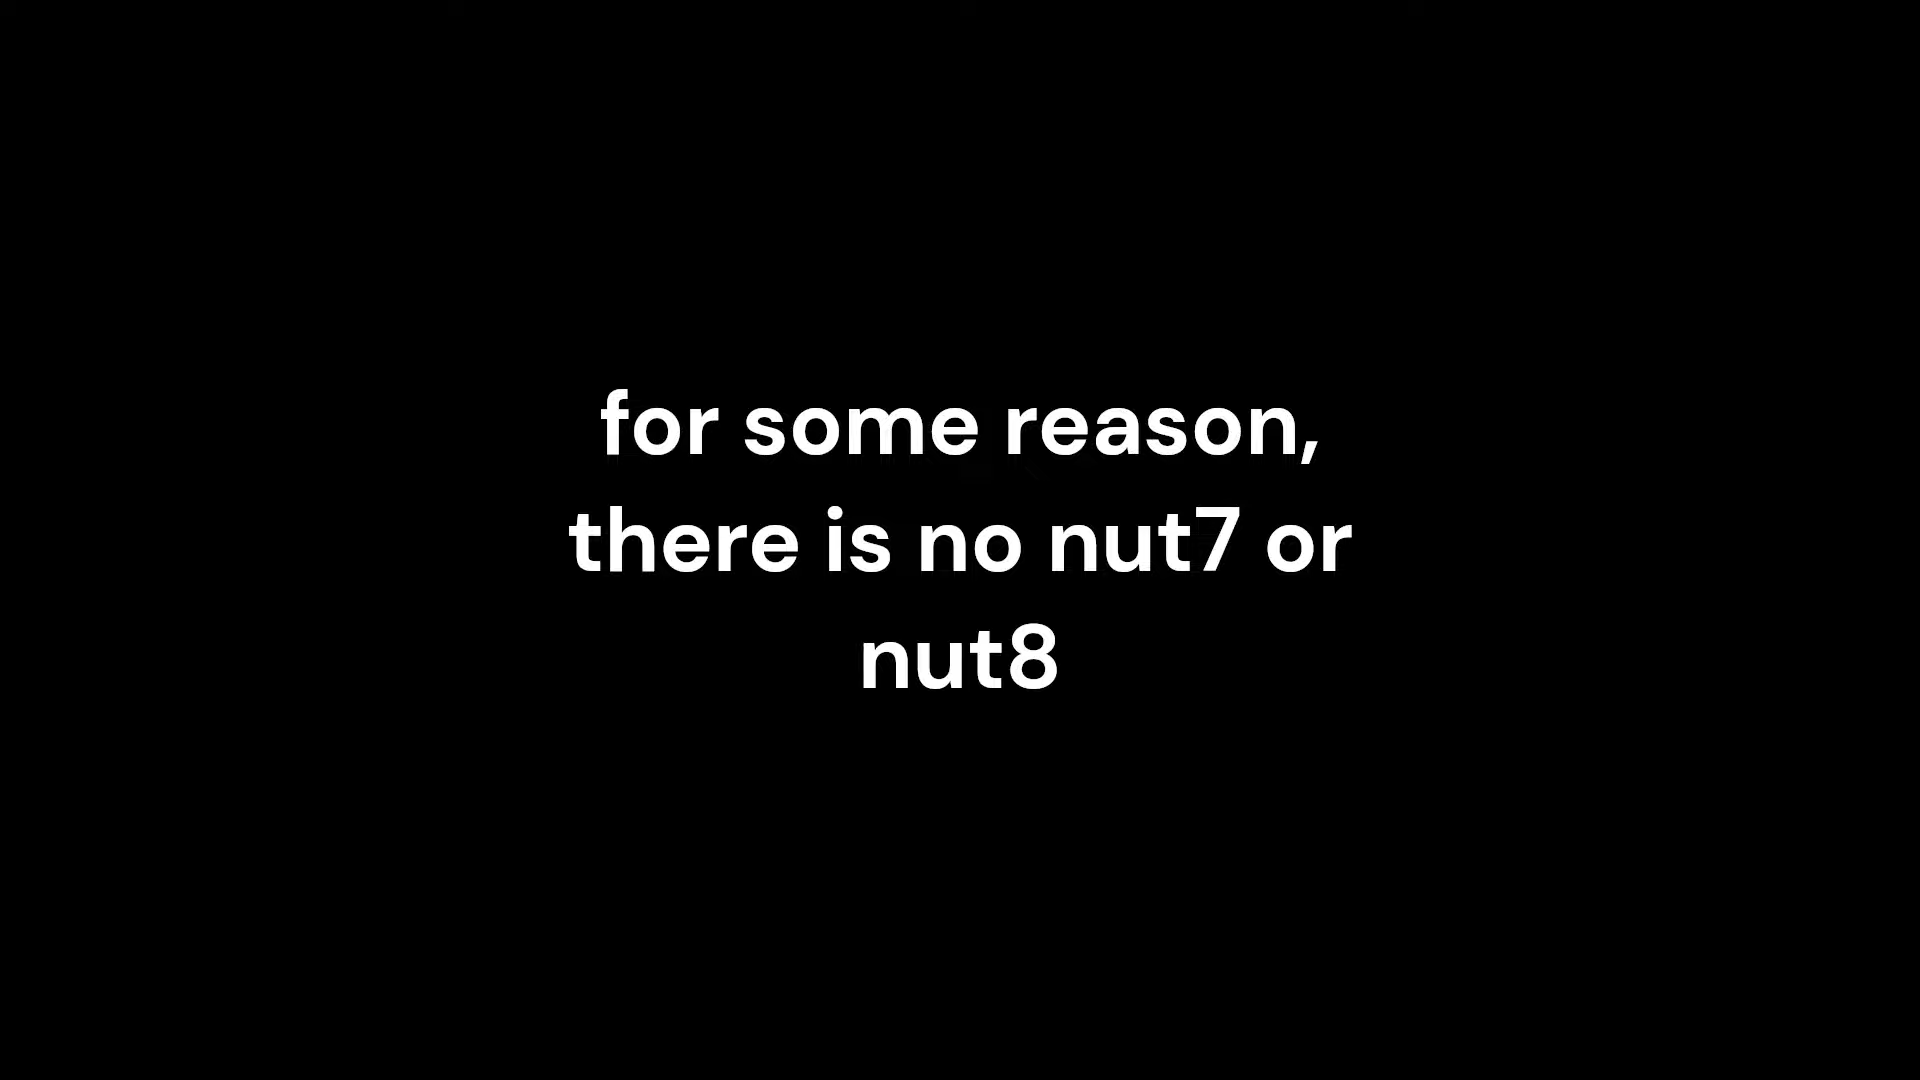 for some reason,
there is no nut7 or
nut8